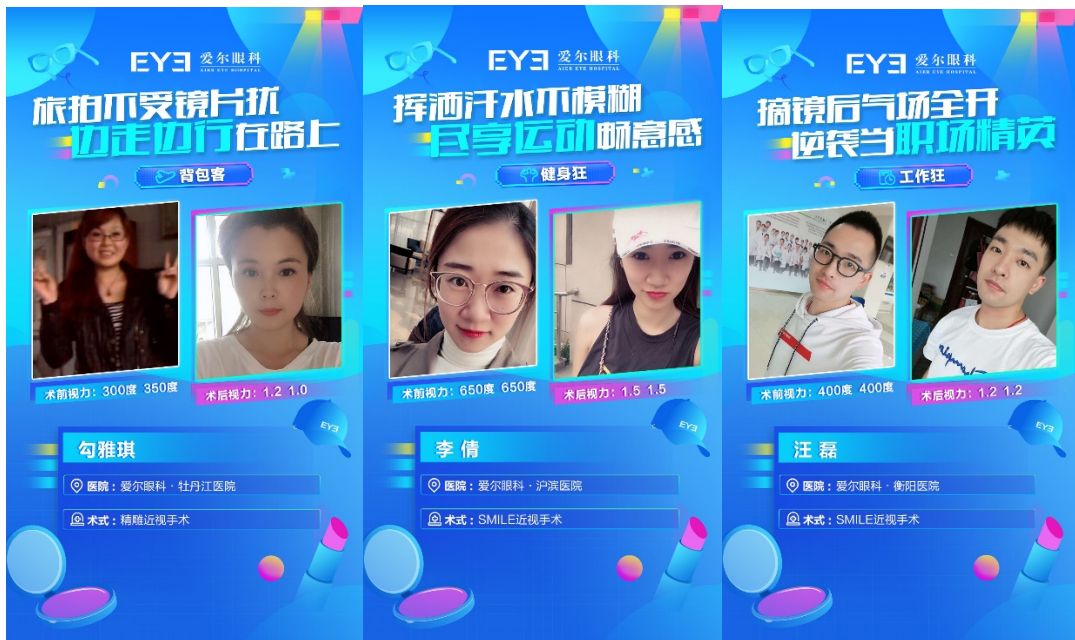 EYE 爱尔眼科
AIER EYE HOSPITAL
旅拍不受镜片扰
边走边行在路上
背包客
术前视力：300度 350度
术后视力：1.2 1.0
EYE
勾雅琪
医院：爱尔眼科·牡丹江医院
术式：精雕近视手术
EYE 爱尔眼科
AIER EYE HOSPITAL
挥洒汗水不模糊
尽享运动畅意感
健身狂
术前视力：650度 650度
术后视力：1.5 1.5
EYE
李倩
医院：爱尔眼科·沪滨医院
术式：SMILE近视手术
EYE 爱尔眼科
AIER EYE HOSPITAL
摘镜后气场全开
逆袭当职场精英
工作狂
术前视力：400度 400度
术后视力：1.2 1.2
EYE
汪磊
医院：爱尔眼科·衡阳医院
术式：SMILE近视手术